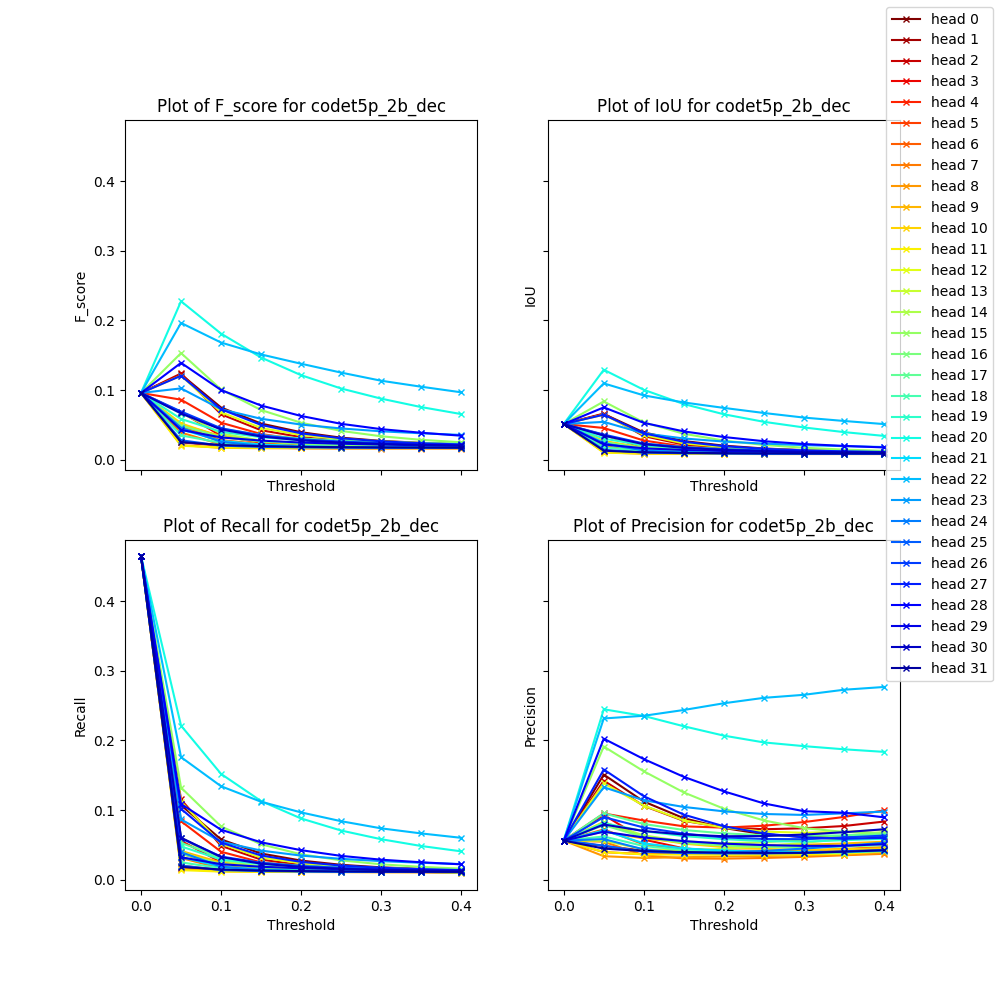 Plot of F_score for codet5p_2b_dec
F_score
0.4
0.3
0.2
0.1
0.0
Threshold
Plot of IoU for codet5p_2b_dec
IoU
Threshold
Plot of Recall for codet5p_2b_dec
Recall
0.4
0.3
0.2
0.1
0.0
0.0 0.1 0.2 0.3 0.4
Threshold
Plot of Precision for codet5p_2b_dec
Precision
0.0 0.1 0.2 0.3 0.4
Threshold
head 0
head 1
head 2
head 3
head 4
head 5
head 6
head 7
head 8
head 9
head 10
head 11
head 12
head 13
head 14
head 15
head 16
head 17
head 18
head 19
head 20
head 21
head 22
head 23
head 24
head 25
head 26
head 27
head 28
head 29
head 30
head 31